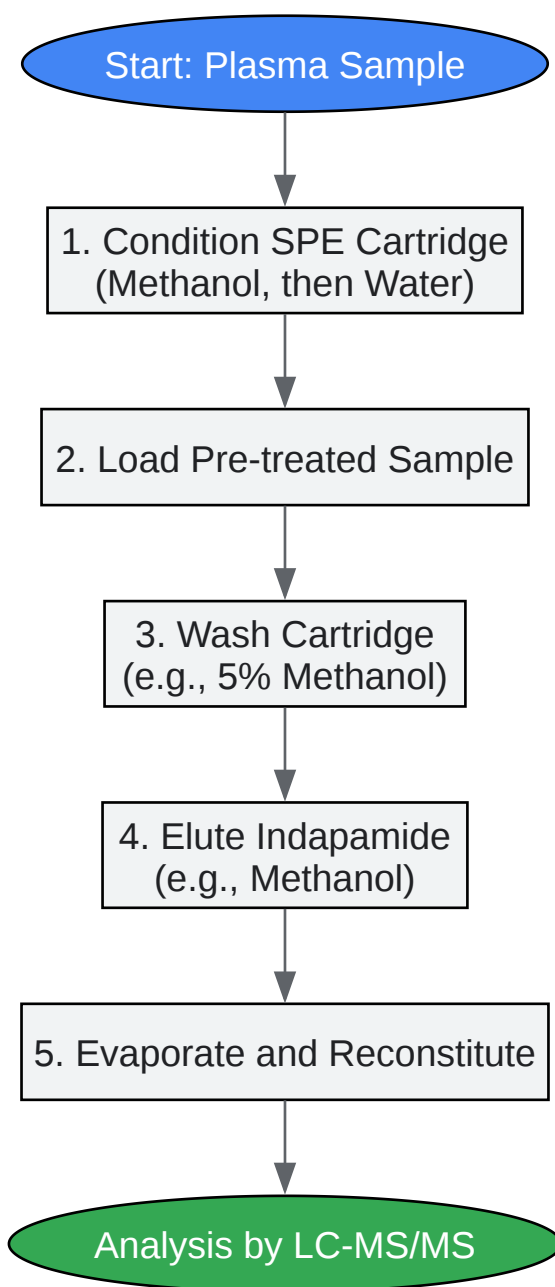 Start: Plasma Sample
1. Condition SPE Cartridge
(Methanol, then Water)
2. Load Pre-treated Sample
3. Wash Cartridge
(e.g., 5% Methanol)
4. Elute Indapamide
(e.g., Methanol)
5. Evaporate and Reconstitute
Analysis by LC-MS/MS